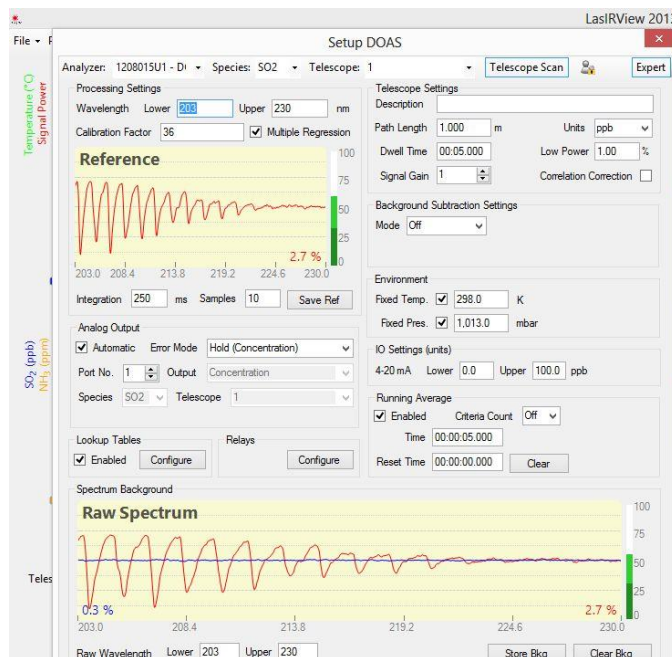 LasIRView 201
File
Setup DOAS
Analyzer: 1208015U1 - D Species: SO2 Telescope: 1 Telescope Scan Expert
Processing Settings
Wavelength Lower 203 Upper 230 nm
Calibration Factor 36 Multiple Regression
Reference
100
75
50
25
0
2.7 %
203.0 208.4 213.8 219.2 224.6 230.0
Integration 250 ms Samples 10 Save Ref
Telescope Settings
Description
Path Length 1.000 m Units ppb
Dwell Time 00:05.000 Low Power 1.00 %
Signal Gain 1 Correlation Correction
Background Subtraction Settings
Mode Off
Environment
Fixed Temp. 298.0 K
Fixed Pres. 1,013.0 mbar
Analog Output
Automatic Error Mode Hold (Concentration)
Port No. 1 Output Concentration
Species SO2 Telescope 1
IO Settings (units)
4-20 mA Lower 0.0 Upper 100.0 ppb
Running Average
Enabled Criteria Count Off
Time 00:00:05.000
Reset Time 00:00:00.000 Clear
Lookup Tables
Enabled Configure
Relays
Configure
Temperature (°C)
Signal Power
SO₂ (ppb)
NH₃ (ppm)
Teles
Spectrum Background
Raw Spectrum
100
75
50
25
0.3 %
2.7 %
203.0 208.4 213.8 219.2 224.6 230.0
Raw Wavelength Lower 203 Upper 230 Store Bkg Clear Bkg